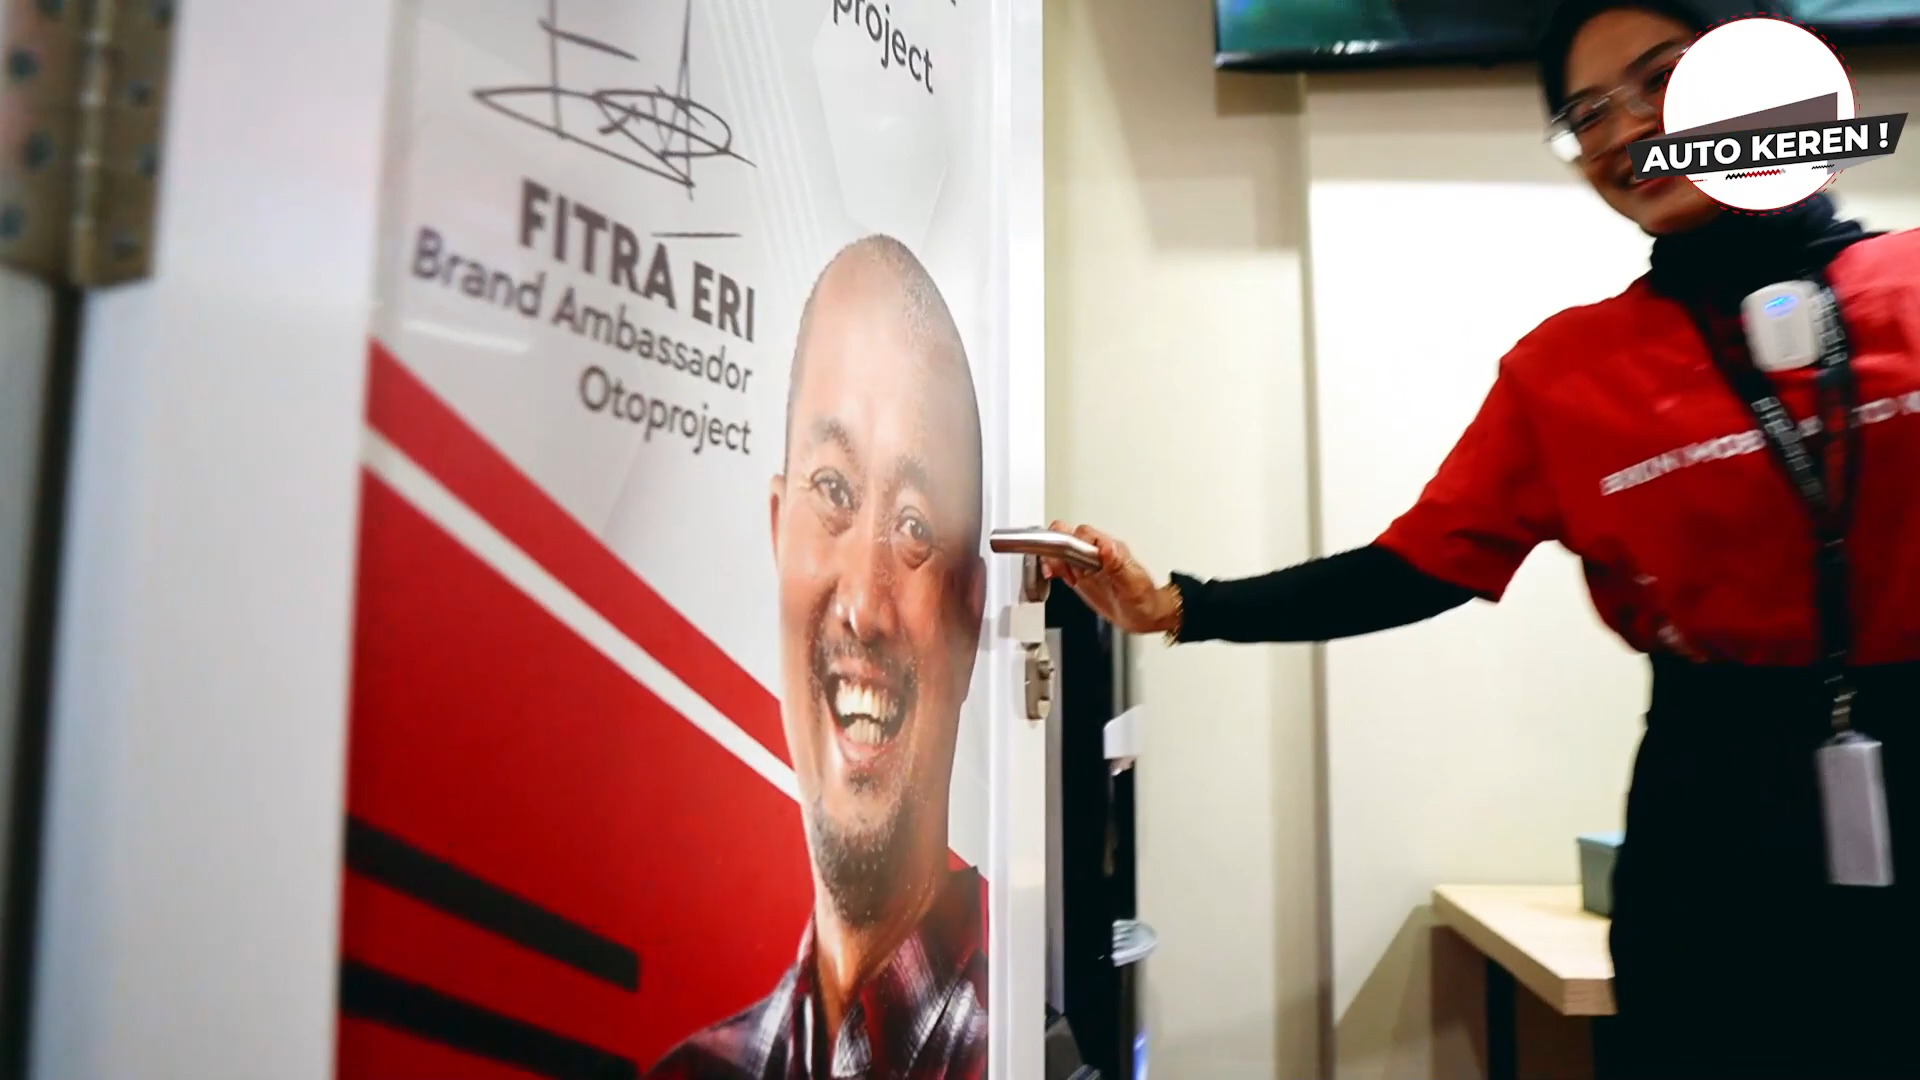 project
FITRA ERI
Brand Ambassador
Otoproject
AUTO KEREN !